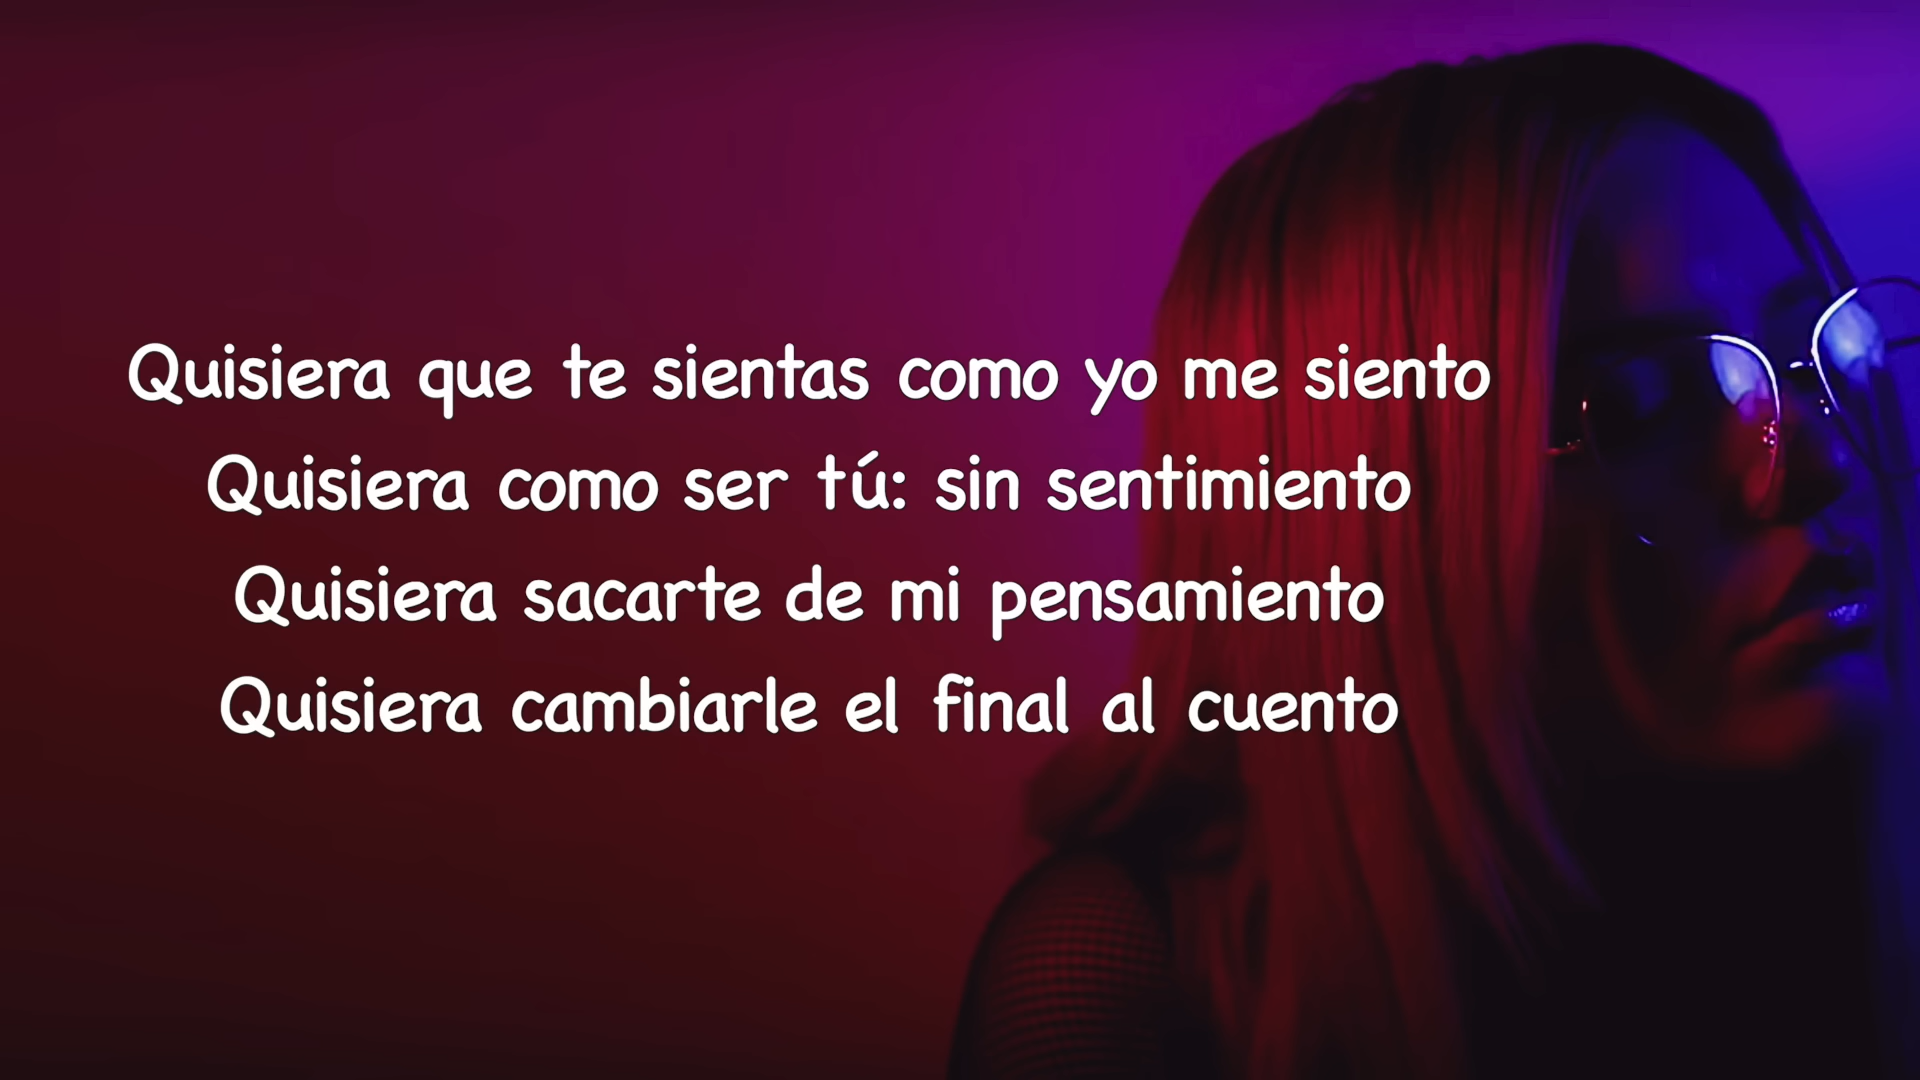 Quisiera que te sientas como yo me siento
Quisiera como ser tú: sin sentimiento
Quisiera sacarte de mi pensamiento
Quisiera cambiarle el final al cuento